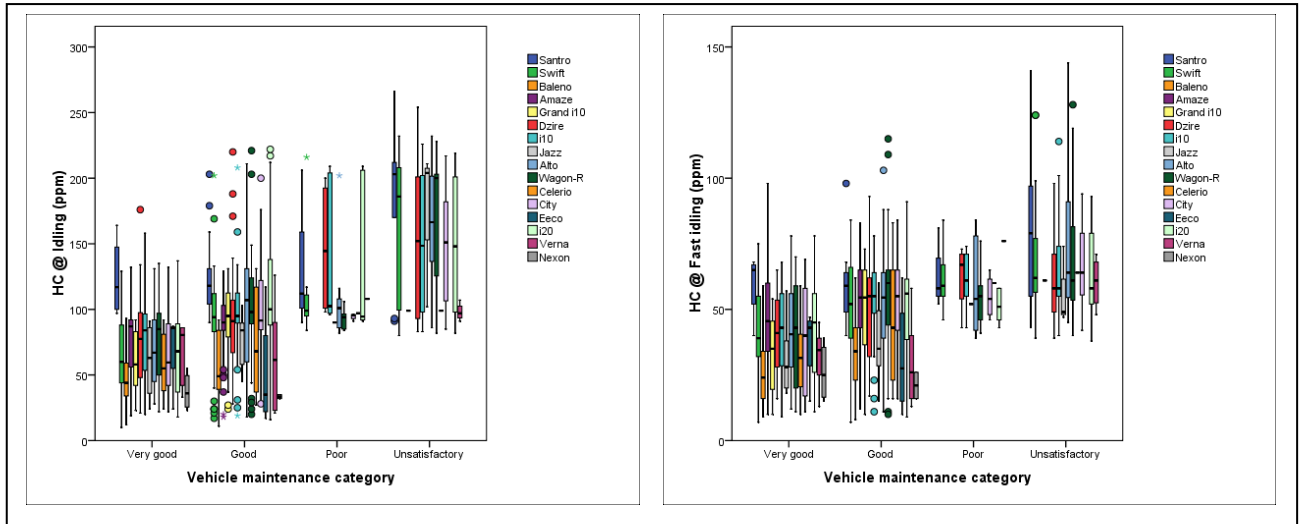 300
250
200
150
100
50
0
HC @ Idling (ppm)
Very good Good Poor Unsatisfactory
Vehicle maintenance category
Santro
Swift
Baleno
Amaze
Grand i10
Dzire
i10
Jazz
Alto
Wagon-R
Celerio
City
Eeco
i20
Verna
Nexon
150
100
50
0
HC @ Fast idling (ppm)
Very good Good Poor Unsatisfactory
Vehicle maintenance category
Santro
Swift
Baleno
Amaze
Grand i10
Dzire
i10
Jazz
Alto
Wagon-R
Celerio
City
Eeco
i20
Verna
Nexon